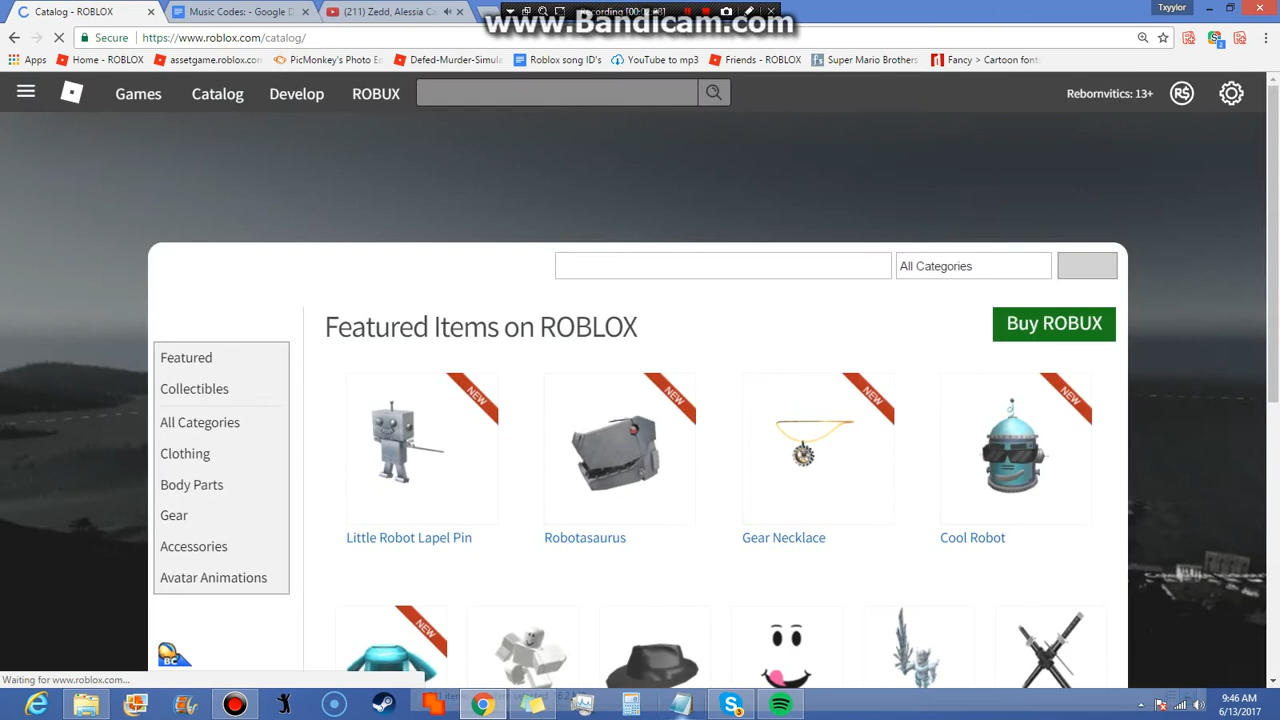 Catalog - ROBLOX
Music Codes: - Google D
(211) Zedd, Alessia Ca
Txyylor
www.Bandicam.com
Secure
https://www.roblox.com/catalog/
Apps
Home - ROBLOX
assetgame.roblox.com
PicMonkey's Photo E
Defed-Murder-Simula
Roblox song ID's
YouTube to mp3
Friends - ROBLOX
Super Mario Brothers
Fancy > Cartoon font
Games
Catalog
Develop
ROBUX
Rebornvitics: 13+
R$
All Categories
Featured Items on ROBLOX
Buy ROBUX
Featured
Collectibles
All Categories
Clothing
Body Parts
Gear
Accessories
Avatar Animations
NEW
NEW
NEW
NEW
Little Robot Lapel Pin
Robotasaurus
Gear Necklace
Cool Robot
NEW
BC
Waiting for www.roblox.com...
9:46 AM
6/13/2017